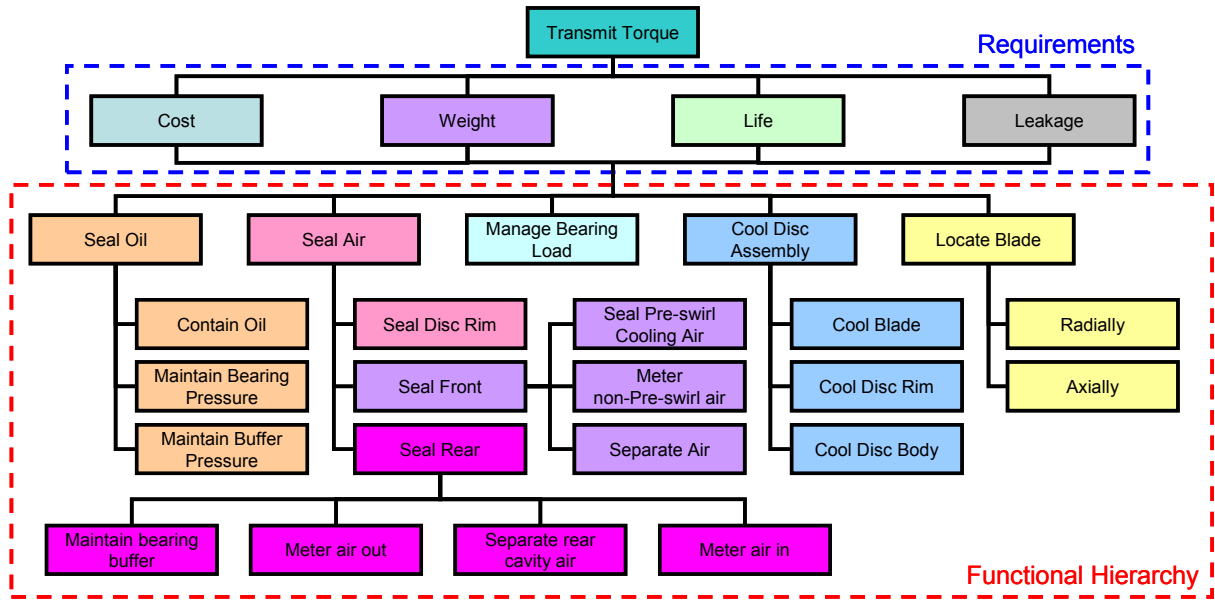 Transmit Torque
Requirements
Cost
Weight
Life
Leakage
Seal Oil
Seal Air
Manage Bearing
Load
Cool Disc
Assembly
Locate Blade
Contain Oil
Seal Disc Rim
Seal Pre-swirl
Cooling Air
Cool Blade
Radially
Maintain Bearing
Pressure
Seal Front
Meter
non-Pre-swirl air
Cool Disc Rim
Axially
Maintain Buffer
Pressure
Seal Rear
Separate Air
Cool Disc Body
Maintain bearing
buffer
Meter air out
Separate rear
cavity air
Meter air in
Functional Hierarchy